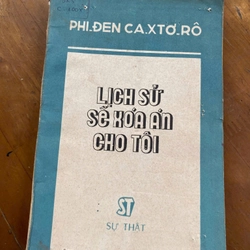 PHI.ĐEN CA.XTƠ.RÔ
LỊCH SỬ
SẼ XÓA ÁN
CHO TÔI
ST
SỰ THẬT